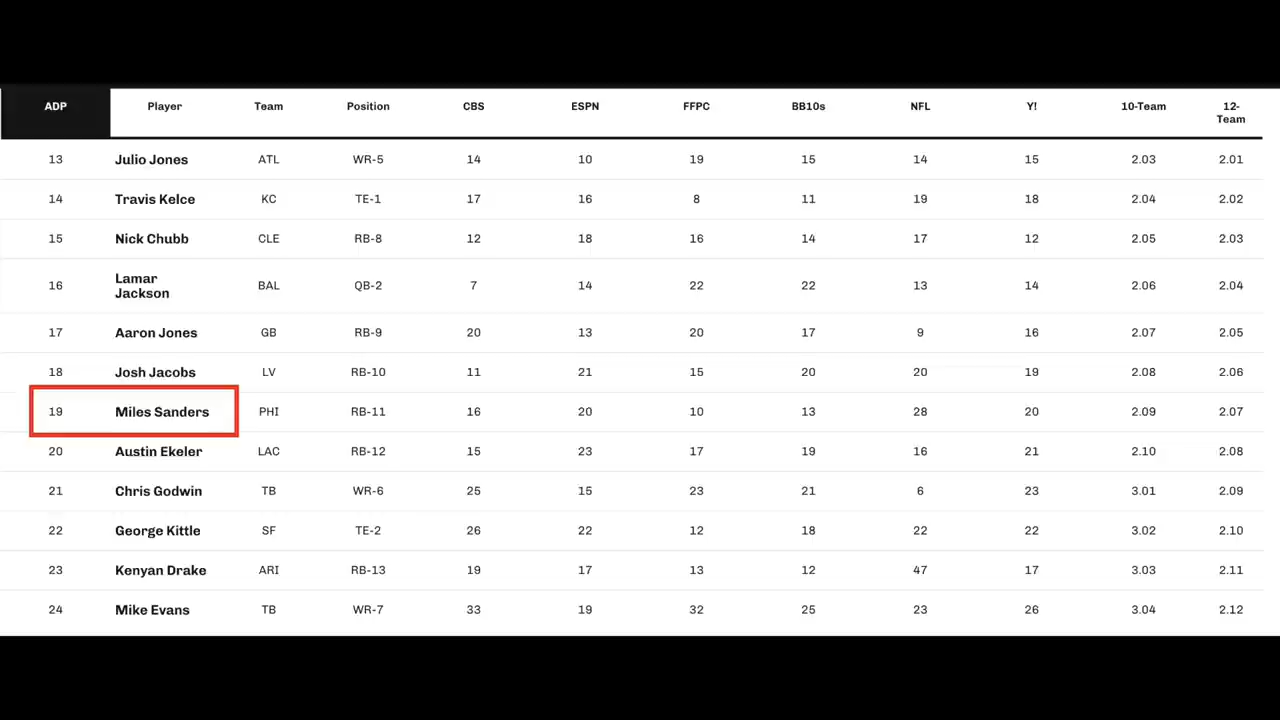 ADP Player Team Position CBS ESPN FFPC BB10s NFL Y! 10-Team 12-
Team
13 Julio Jones ATL WR-5 14 10 19 15 14 15 2.03 2.01
14 Travis Kelce KC TE-1 17 16 8 11 19 18 2.04 2.02
15 Nick Chubb CLE RB-8 12 18 16 14 17 12 2.05 2.03
Lamar
16 Jackson BAL QB-2 7 14 22 22 13 14 2.06 2.04
17 Aaron Jones GB RB-9 20 13 20 17 9 16 2.07 2.05
18 Josh Jacobs LV RB-10 11 21 15 20 20 19 2.08 2.06
19 Miles Sanders PHI RB-11 16 20 10 13 28 20 2.09 2.07
20 Austin Ekeler LAC RB-12 15 23 17 19 16 21 2.10 2.08
21 Chris Godwin TB WR-6 25 15 23 21 6 23 3.01 2.09
22 George Kittle SF TE-2 26 22 12 18 22 22 3.02 2.10
23 Kenyan Drake ARI RB-13 19 17 13 12 47 17 3.03 2.11
24 Mike Evans TB WR-7 33 19 32 25 23 26 3.04 2.12